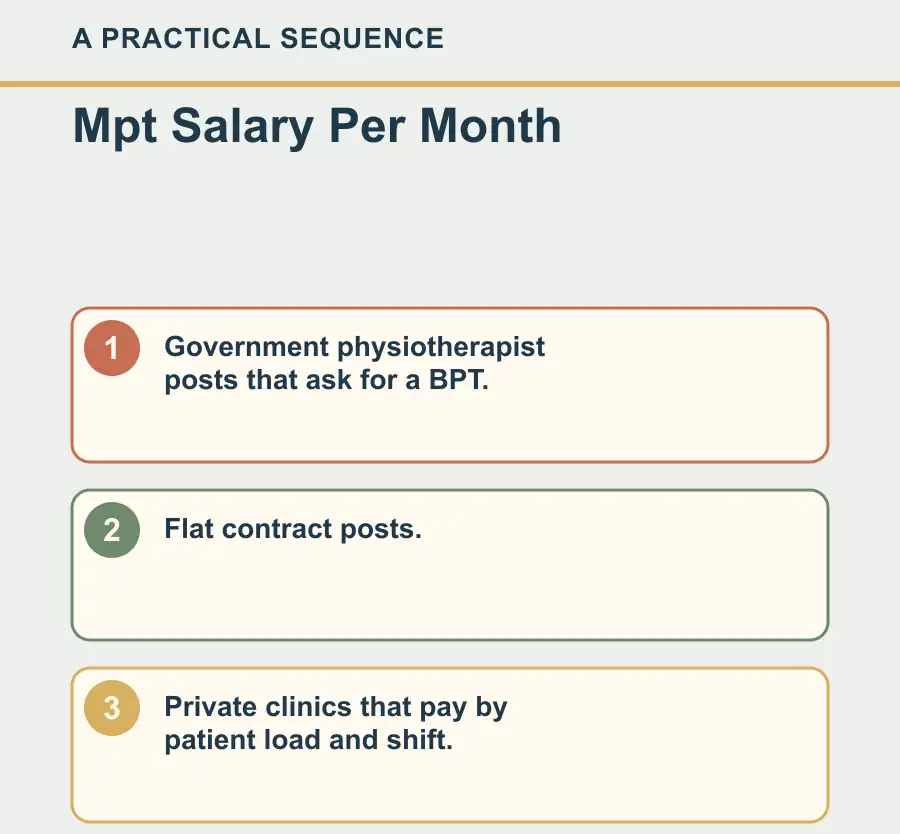 A PRACTICAL SEQUENCE
Mpt Salary Per Month
1
Government physiotherapist
posts that ask for a BPT.
2
Flat contract posts.
3
Private clinics that pay by
patient load and shift.